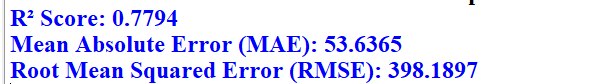 R² Score: 0.7794
Mean Absolute Error (MAE): 53.6365
Root Mean Squared Error (RMSE): 398.1897